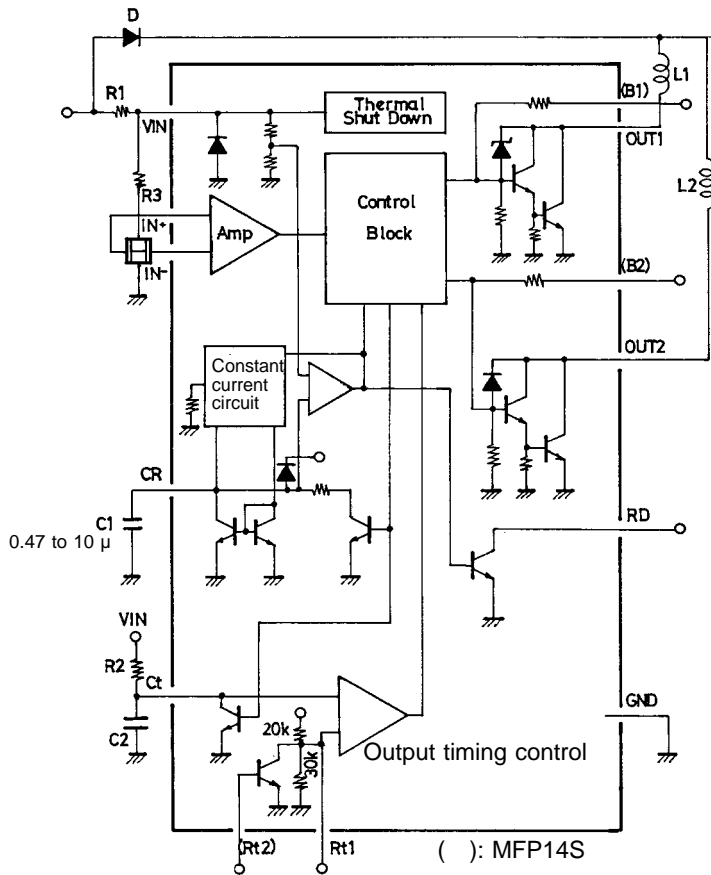 D
L1
R1
VIN
Thermal
Shut Down
(B1)
OUT1
R3
L2
IN+
Amp
Control
Block
IN-
(B2)
OUT2
Constant
current
circuit
CR
C1
0.47 to 10 µ
RD
VIN
R2
Ct
C2
20k
30k
GND
Output timing control
(Rt2)
Rt1
( ): MFP14S